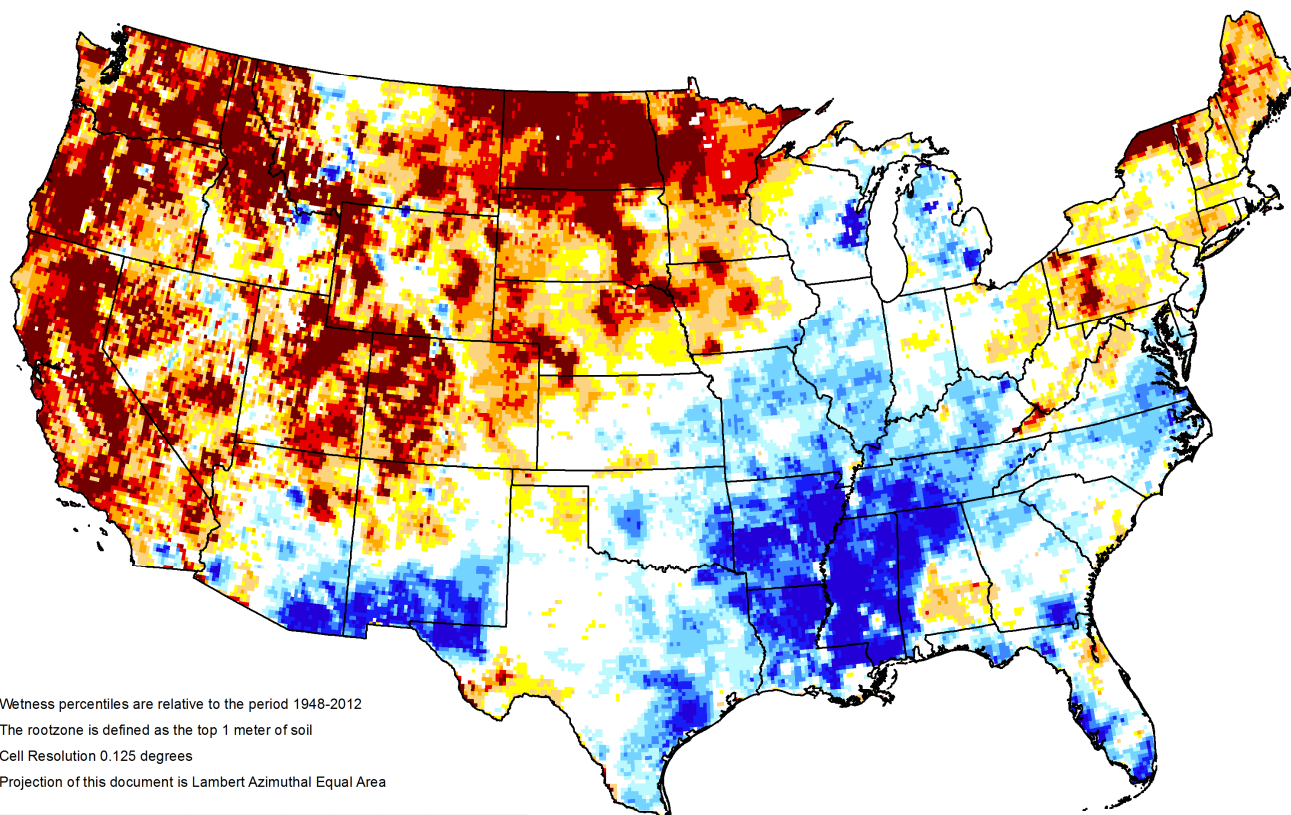 Wetness percentiles are relative to the period 1948-2012
The rootzone is defined as the top 1 meter of soil
Cell Resolution 0.125 degrees
Projection of this document is Lambert Azimuthal Equal Area